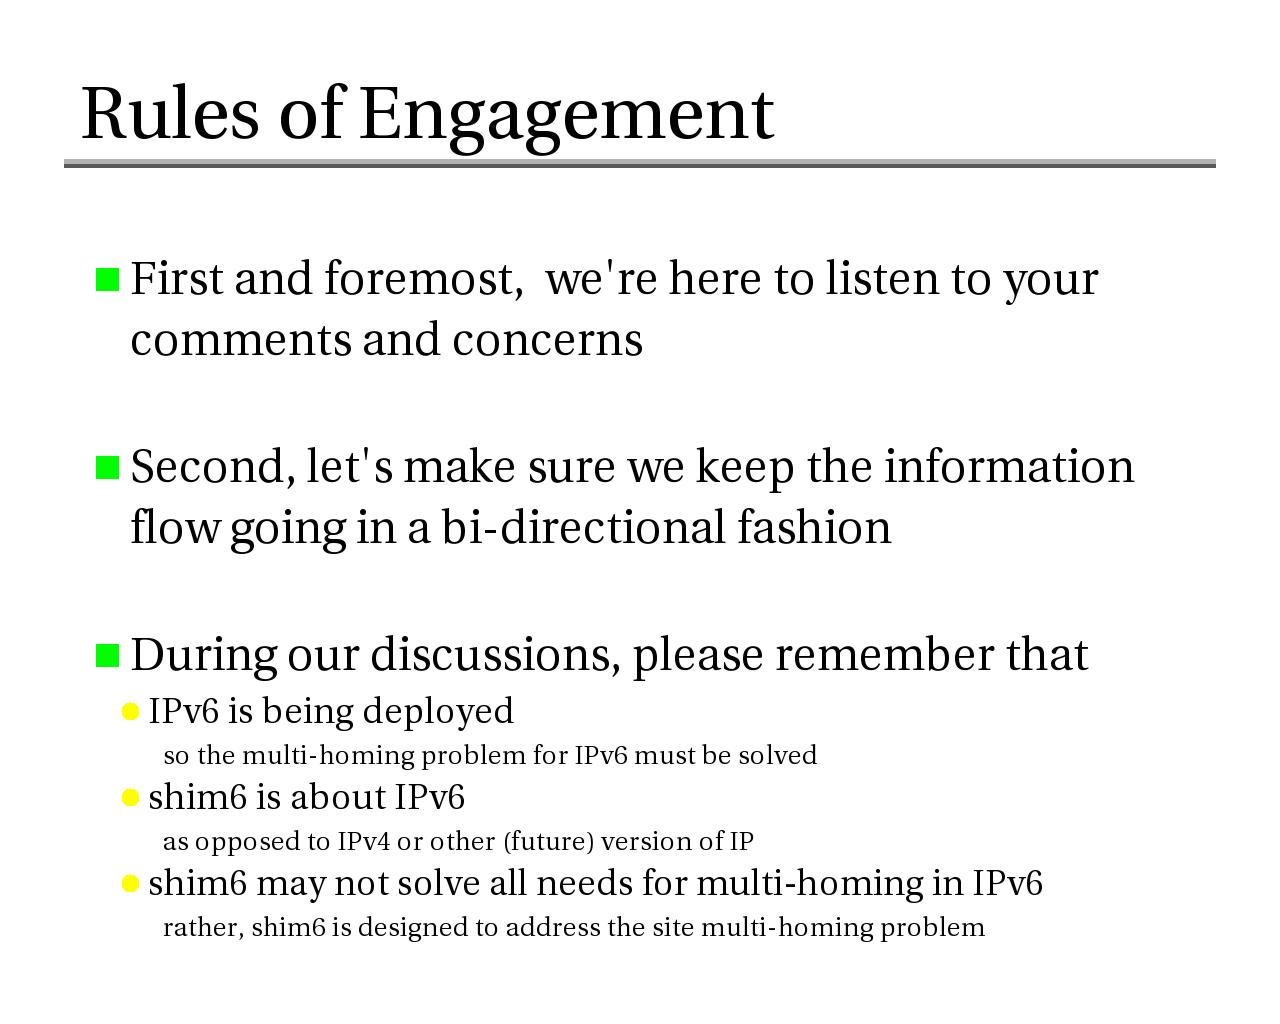 Rules of Engagement
First and foremost,  we're here to listen to your
comments and concerns
Second, let's make sure we keep the information
flow going in a bi-directional fashion
During our discussions, please remember that
IPv6 is being deployed
so the multi-homing problem for IPv6 must be solved
shim6 is about IPv6
as opposed to IPv4 or other (future) version of IP
shim6 may not solve all needs for multi-homing in IPv6
rather, shim6 is designed to address the site multi-homing problem